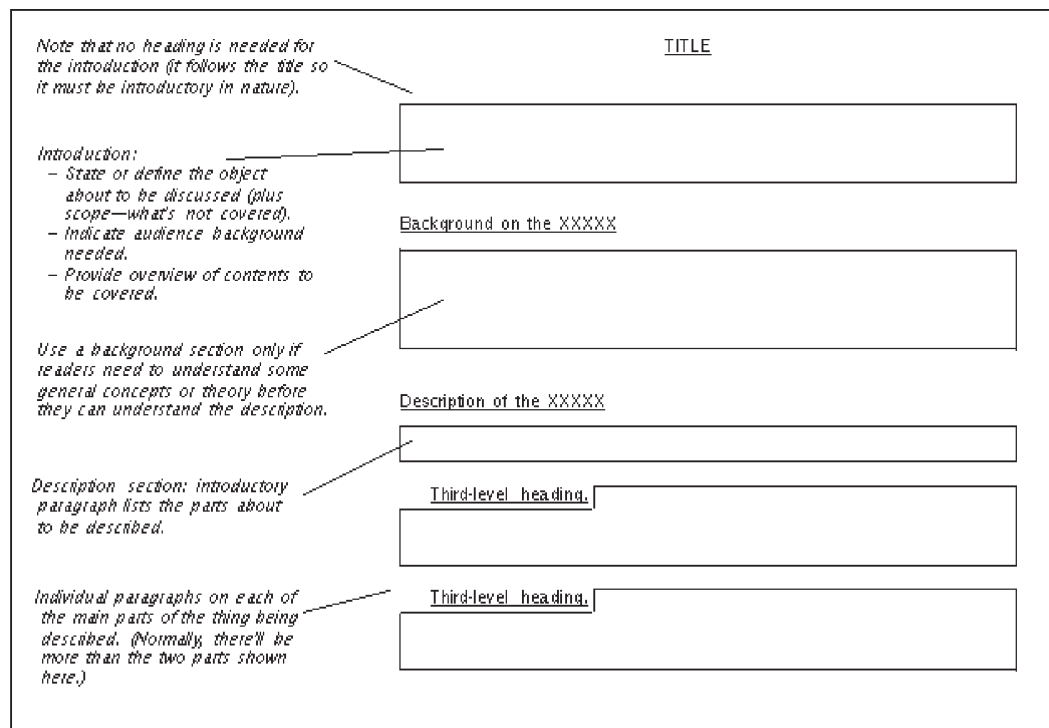 Note that no heading is needed for
the introduction (it follows the title so
it must be introductory in nature).
TITLE
Introduction:
– State or define the object
about to be discussed (plus
scope—what's not covered).
– Indicate audience background
needed.
– Provide overview of contents to
be covered.
Background on the XXXXX
Use a background section only if
readers need to understand some
general concepts or theory before
they can understand the description.
Description of the XXXXX
Description section: introductory
paragraph lists the parts about
to be described.
Third-level heading.
Individual paragraphs on each of
the main parts of the thing being
described. (Normally, there'll be
more than the two parts shown
here.)
Third-level heading.